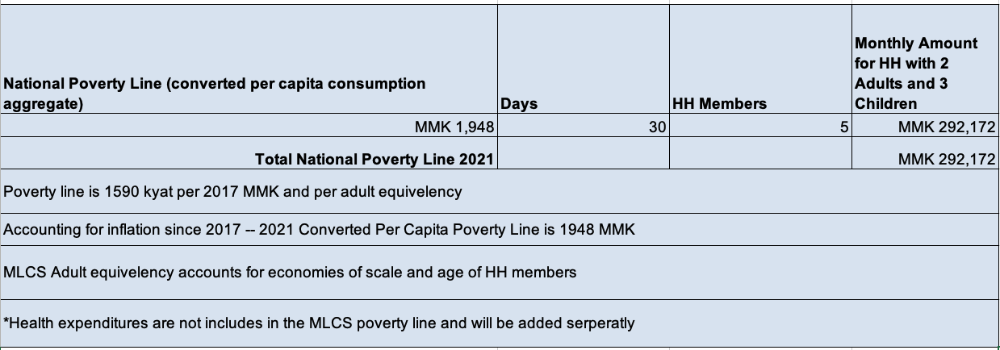 National Poverty Line (converted per capita consumption
aggregate)
Days
HH Members
Monthly Amount
for HH with 2
Adults and 3
Children
MMK 1,948
30
5
MMK 292,172
Total National Poverty Line 2021
MMK 292,172
Poverty line is 1590 kyat per 2017 MMK and per adult equivelency
Accounting for inflation since 2017 -- 2021 Converted Per Capita Poverty Line is 1948 MMK
MLCS Adult equivelency accounts for economies of scale and age of HH members
*Health expenditures are not includes in the MLCS poverty line and will be added serperatly